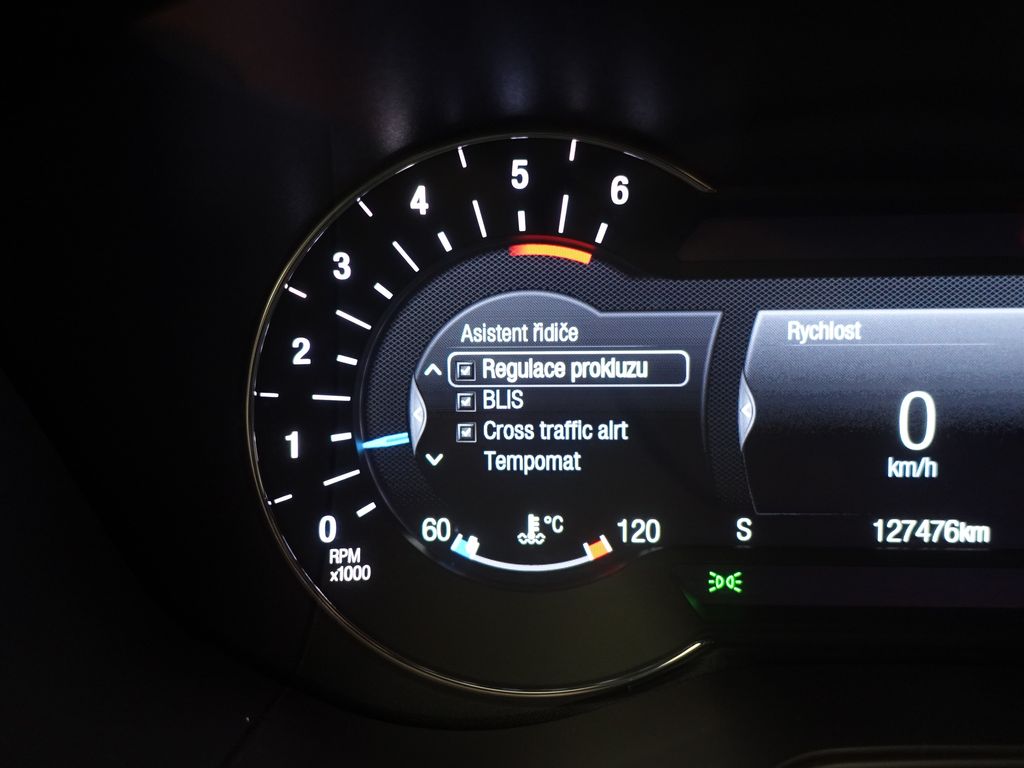 5
6
4
3
2
1
0
RPM
x1000
Asistent řidiče
Regulace prokluzu
BLIS
Cross traffic alrt
Tempomat
60
°C
120
Rychlost
0
km/h
S
127476km